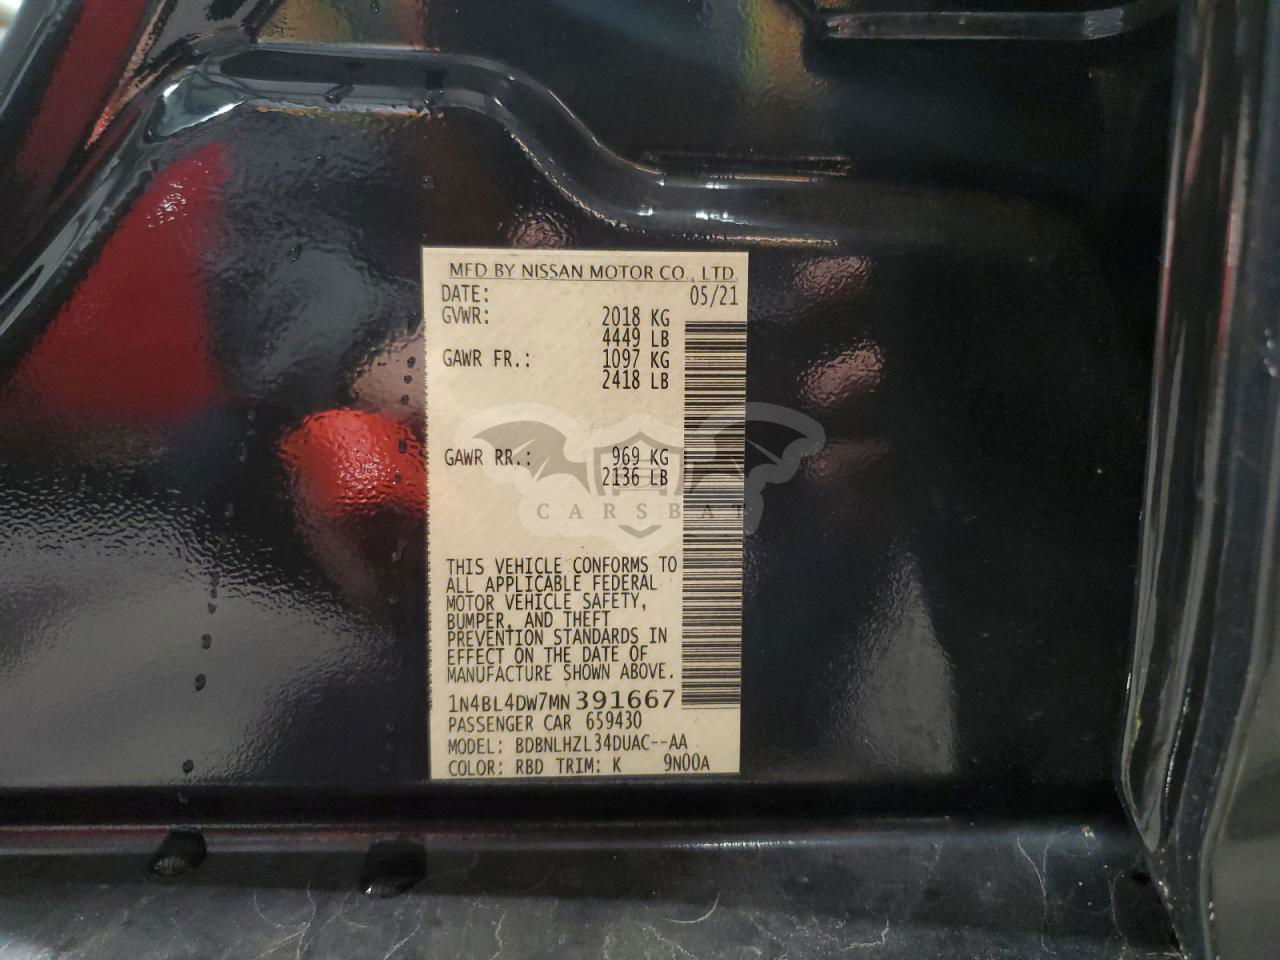 MFD BY NISSAN MOTOR CO., LTD.
DATE: 05/21
GVWR: 2018 KG
4449 LB
GAWR FR.: 1097 KG
2418 LB
GAWR RR.: 969 KG
2136 LB
CARSBAT
THIS VEHICLE CONFORMS TO
ALL APPLICABLE FEDERAL
MOTOR VEHICLE SAFETY,
BUMPER, AND THEFT
PREVENTION STANDARDS IN
EFFECT ON THE DATE OF
MANUFACTURE SHOWN ABOVE.
1N4BL4DW7MN391667
PASSENGER CAR 659430
MODEL: BDBNLHZL34DUAC--AA
COLOR: RBD TRIM: K 9N00A